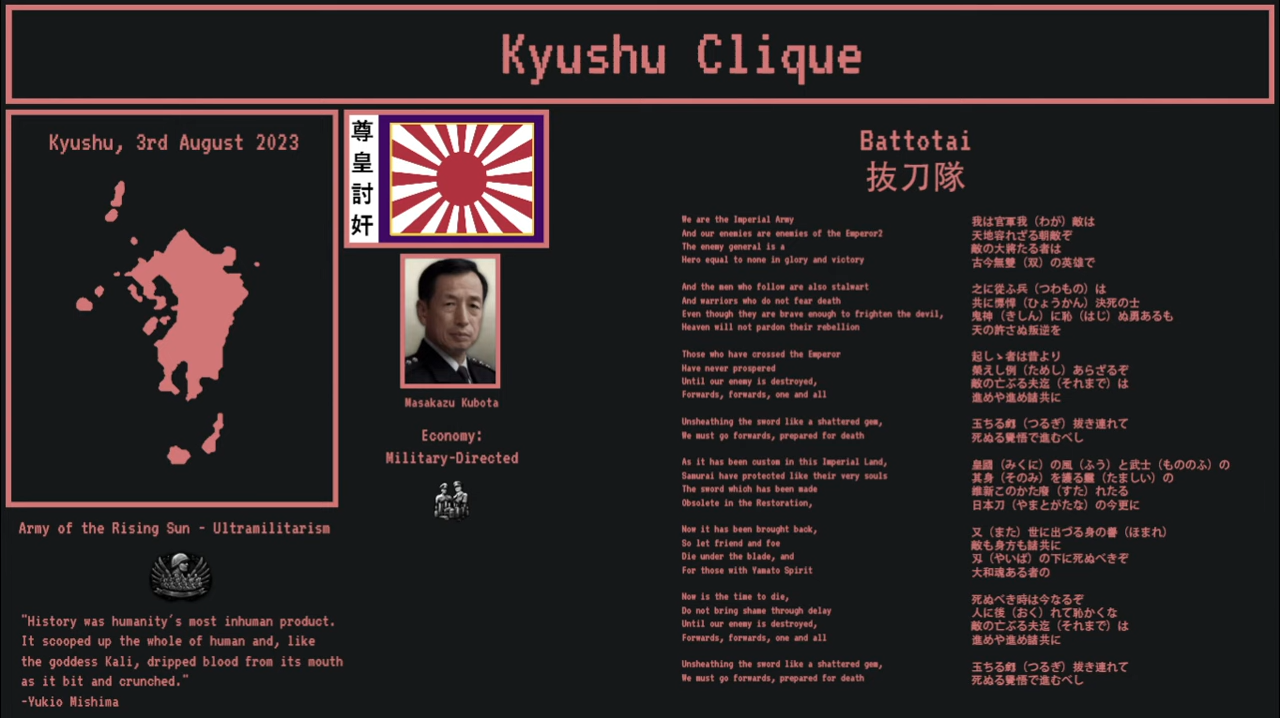 Kyushu Clique
Kyushu, 3rd August 2023
Army of the Rising Sun - Ultramilitarism
"History was humanity's most inhuman product.
It scooped up the whole of human and, like
the goddess Kali, dripped blood from its mouth
as it bit and crunched."
-Yukio Mishima
尊
皇
討
奸
Masakazu Kubota
Economy:
Military-Directed
Battotai
抜刀隊
We are the Imperial Army
And our enemies are enemies of the Emperor2
The enemy general is a
Hero equal to none in glory and victory
And the men who follow are also stalwart
And warriors who do not fear death
Even though they are brave enough to frighten the devil,
Heaven will not pardon their rebellion
Those who have crossed the Emperor
Have never prospered
Until our enemy is destroyed,
Forwards, forwards, one and all
Unsheathing the sword like a shattered gem,
We must go forwards, prepared for death
As it has been custom in this Imperial Land,
Samurai have protected like their very souls
The sword which has been made
Obsolete in the Restoration,
Now it has been brought back,
So let friend and foe
Die under the blade, and
For those with Yamato Spirit
Now is the time to die,
Do not bring shame through delay
Until our enemy is destroyed,
Forwards, forwards, one and all
Unsheathing the sword like a shattered gem,
We must go forwards, prepared for death
我は官軍我（わが）敵は
天地容れざる朝敵ぞ
敵の大將たる者は
古今無雙（双）の英雄で
之に從ふ兵（つわもの）は
共に慓悍（ひょうかん）決死の士
鬼神（きしん）に恥（はじ）ぬ勇あるも
天の許さぬ叛逆を
起しゝ者は昔より
榮えし例（ためし）あらざるぞ
敵の亡ぶる夫迄（それまで）は
進めや進め諸共に
玉ちる劔（つるぎ）拔き連れて
死ぬる覺悟で進むべし
皇國（みくに）の風（ふう）と武士（もののふ）の
其身（そのみ）を護る靈（たましい）の
維新このかた廢（すた）れたる
日本刀（やまとがたな）の今更に
又（また）世に出づる身の譽（ほまれ）
敵も身方も諸共に
刃（やいば）の下に死ぬべきぞ
大和魂ある者の
死ぬべき時は今なるぞ
人に後（おく）れて恥かくな
敵の亡ぶる夫迄（それまで）は
進めや進め諸共に
玉ちる劔（つるぎ）拔き連れて
死ぬる覺悟で進むべし